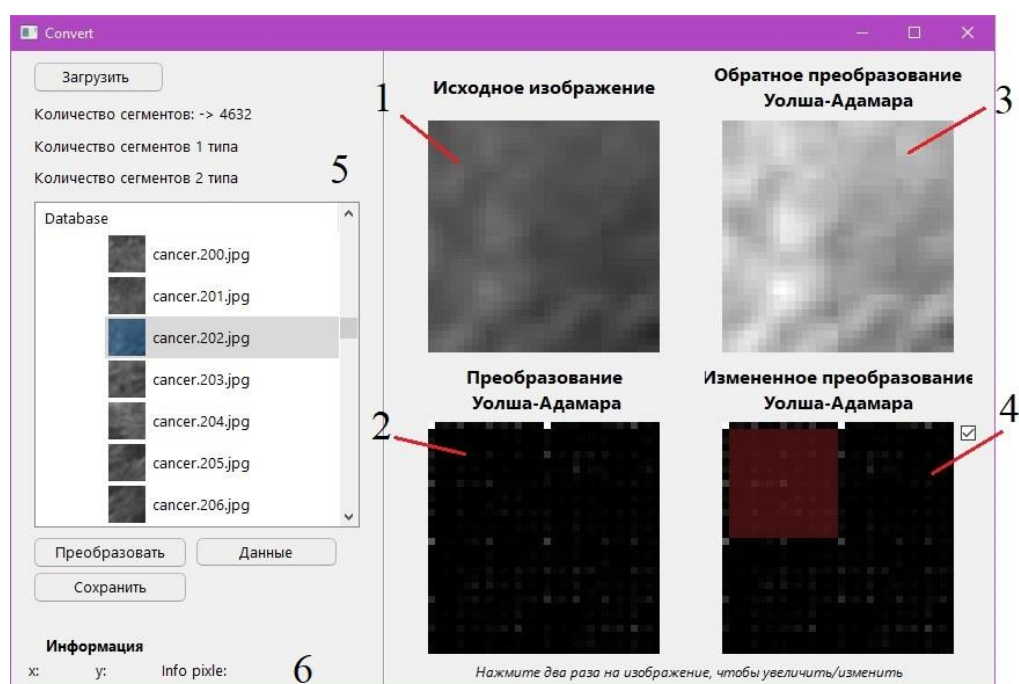 Convert
Загрузить
Количество сегментов: -> 4632
Количество сегментов 1 типа
Количество сегментов 2 типа
5
Database
cancer.200.jpg
cancer.201.jpg
cancer.202.jpg
cancer.203.jpg
cancer.204.jpg
cancer.205.jpg
cancer.206.jpg
Преобразовать
Данные
Сохранить
Информация
x: y: Info pixle:
6
1
Исходное изображение
Обратное преобразование
Уолша-Адамара
3
2
Преобразование
Уолша-Адамара
Измененное преобразование
Уолша-Адамара
4
Нажмите два раза на изображение, чтобы увеличить/изменить